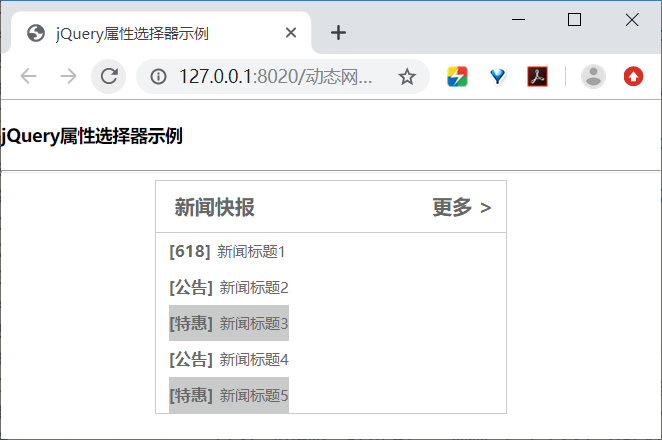 jQuery属性选择器示例
127.0.0.1:8020/动态网...
jQuery属性选择器示例
新闻快报 更多 >
[618] 新闻标题1
[公告] 新闻标题2
[特惠] 新闻标题3
[公告] 新闻标题4
[特惠] 新闻标题5